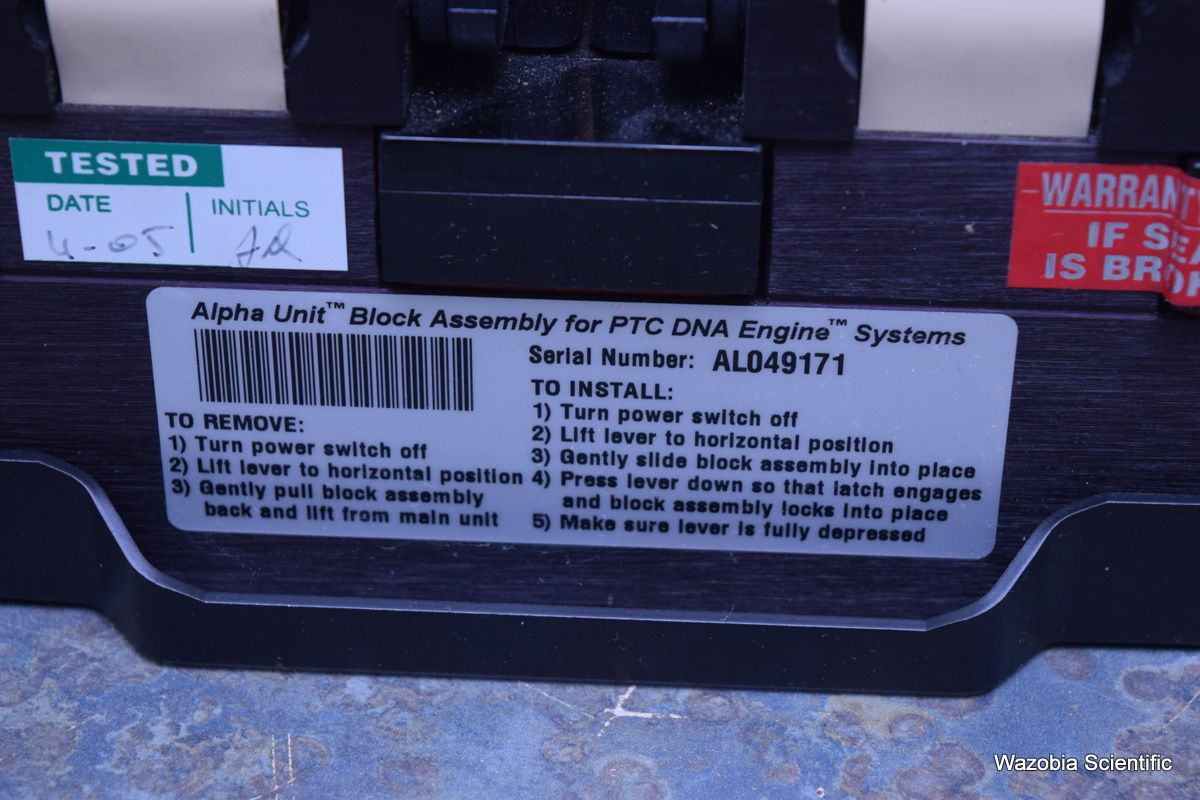 TESTED
DATE
INITIALS
4-05
WARRANT
IF SEA
IS BRO
Alpha Unit™ Block Assembly for PTC DNA Engine™ Systems
Serial Number: AL049171
TO REMOVE:
1) Turn power switch off
2) Lift lever to horizontal position
3) Gently pull block assembly
back and lift from main unit
TO INSTALL:
1) Turn power switch off
2) Lift lever to horizontal position
3) Gently slide block assembly into place
4) Press lever down so that latch engages
and block assembly locks into place
5) Make sure lever is fully depressed
Wazobia Scientific